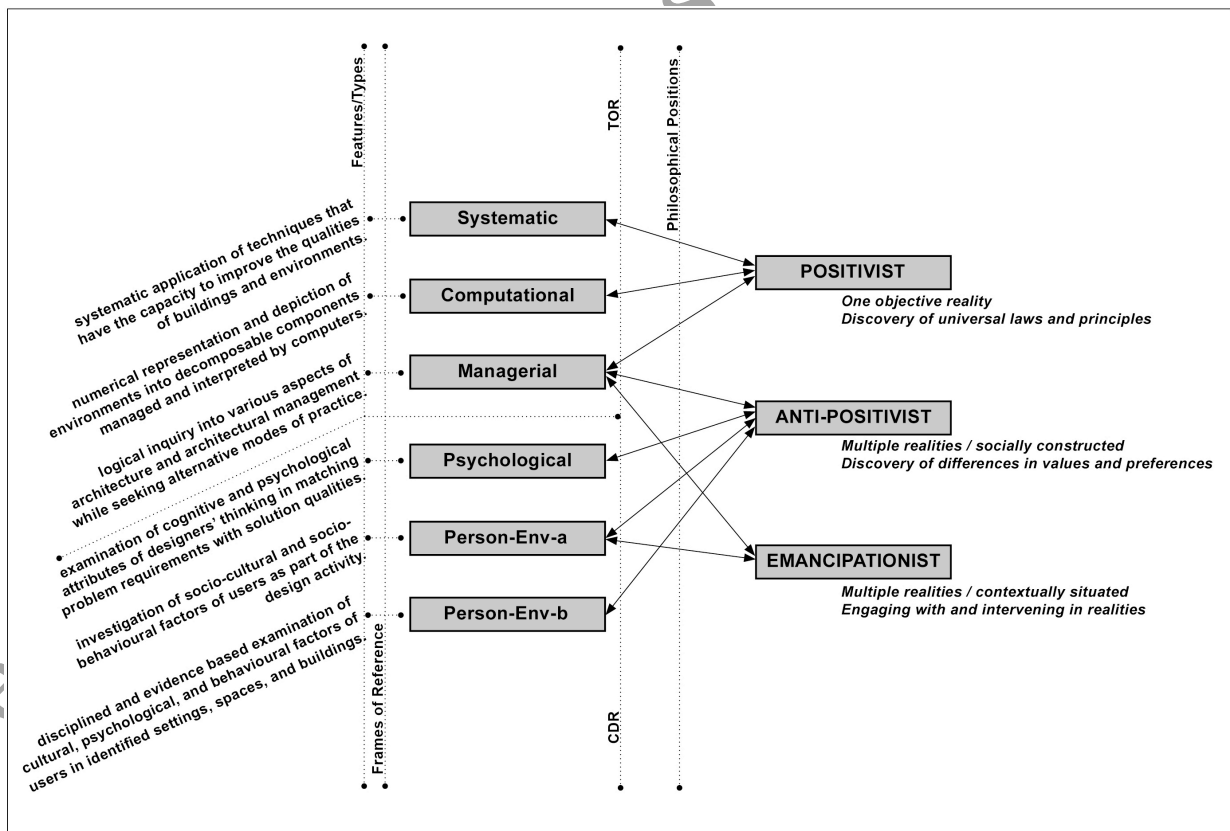 Features/Types
TOR
Philosophical Positions
systematic application of techniques that
have the capacity to improve the qualities
of buildings and environments.
Systematic
POSITIVIST
One objective reality
Discovery of universal laws and principles
numerical representation and depiction of
environments into decomposable components
managed and interpreted by computers.
Computational
logical inquiry into various aspects of
architecture and architectural management
while seeking alternative modes of practice.
Managerial
ANTI-POSITIVIST
Multiple realities / socially constructed
Discovery of differences in values and preferences
examination of cognitive and psychological
attributes of designers' thinking in matching
problem requirements with solution qualities.
Psychological
investigation of socio-cultural and socio-
behavioural factors of users as part of the
design activity.
Person-Env-a
EMANCIPATIONIST
Multiple realities / contextually situated
Engaging with and intervening in realities
disciplined and evidence based examination of
cultural, psychological, and behavioural factors of
users in identified settings, spaces, and buildings.
Person-Env-b
Frames of Reference
CDR